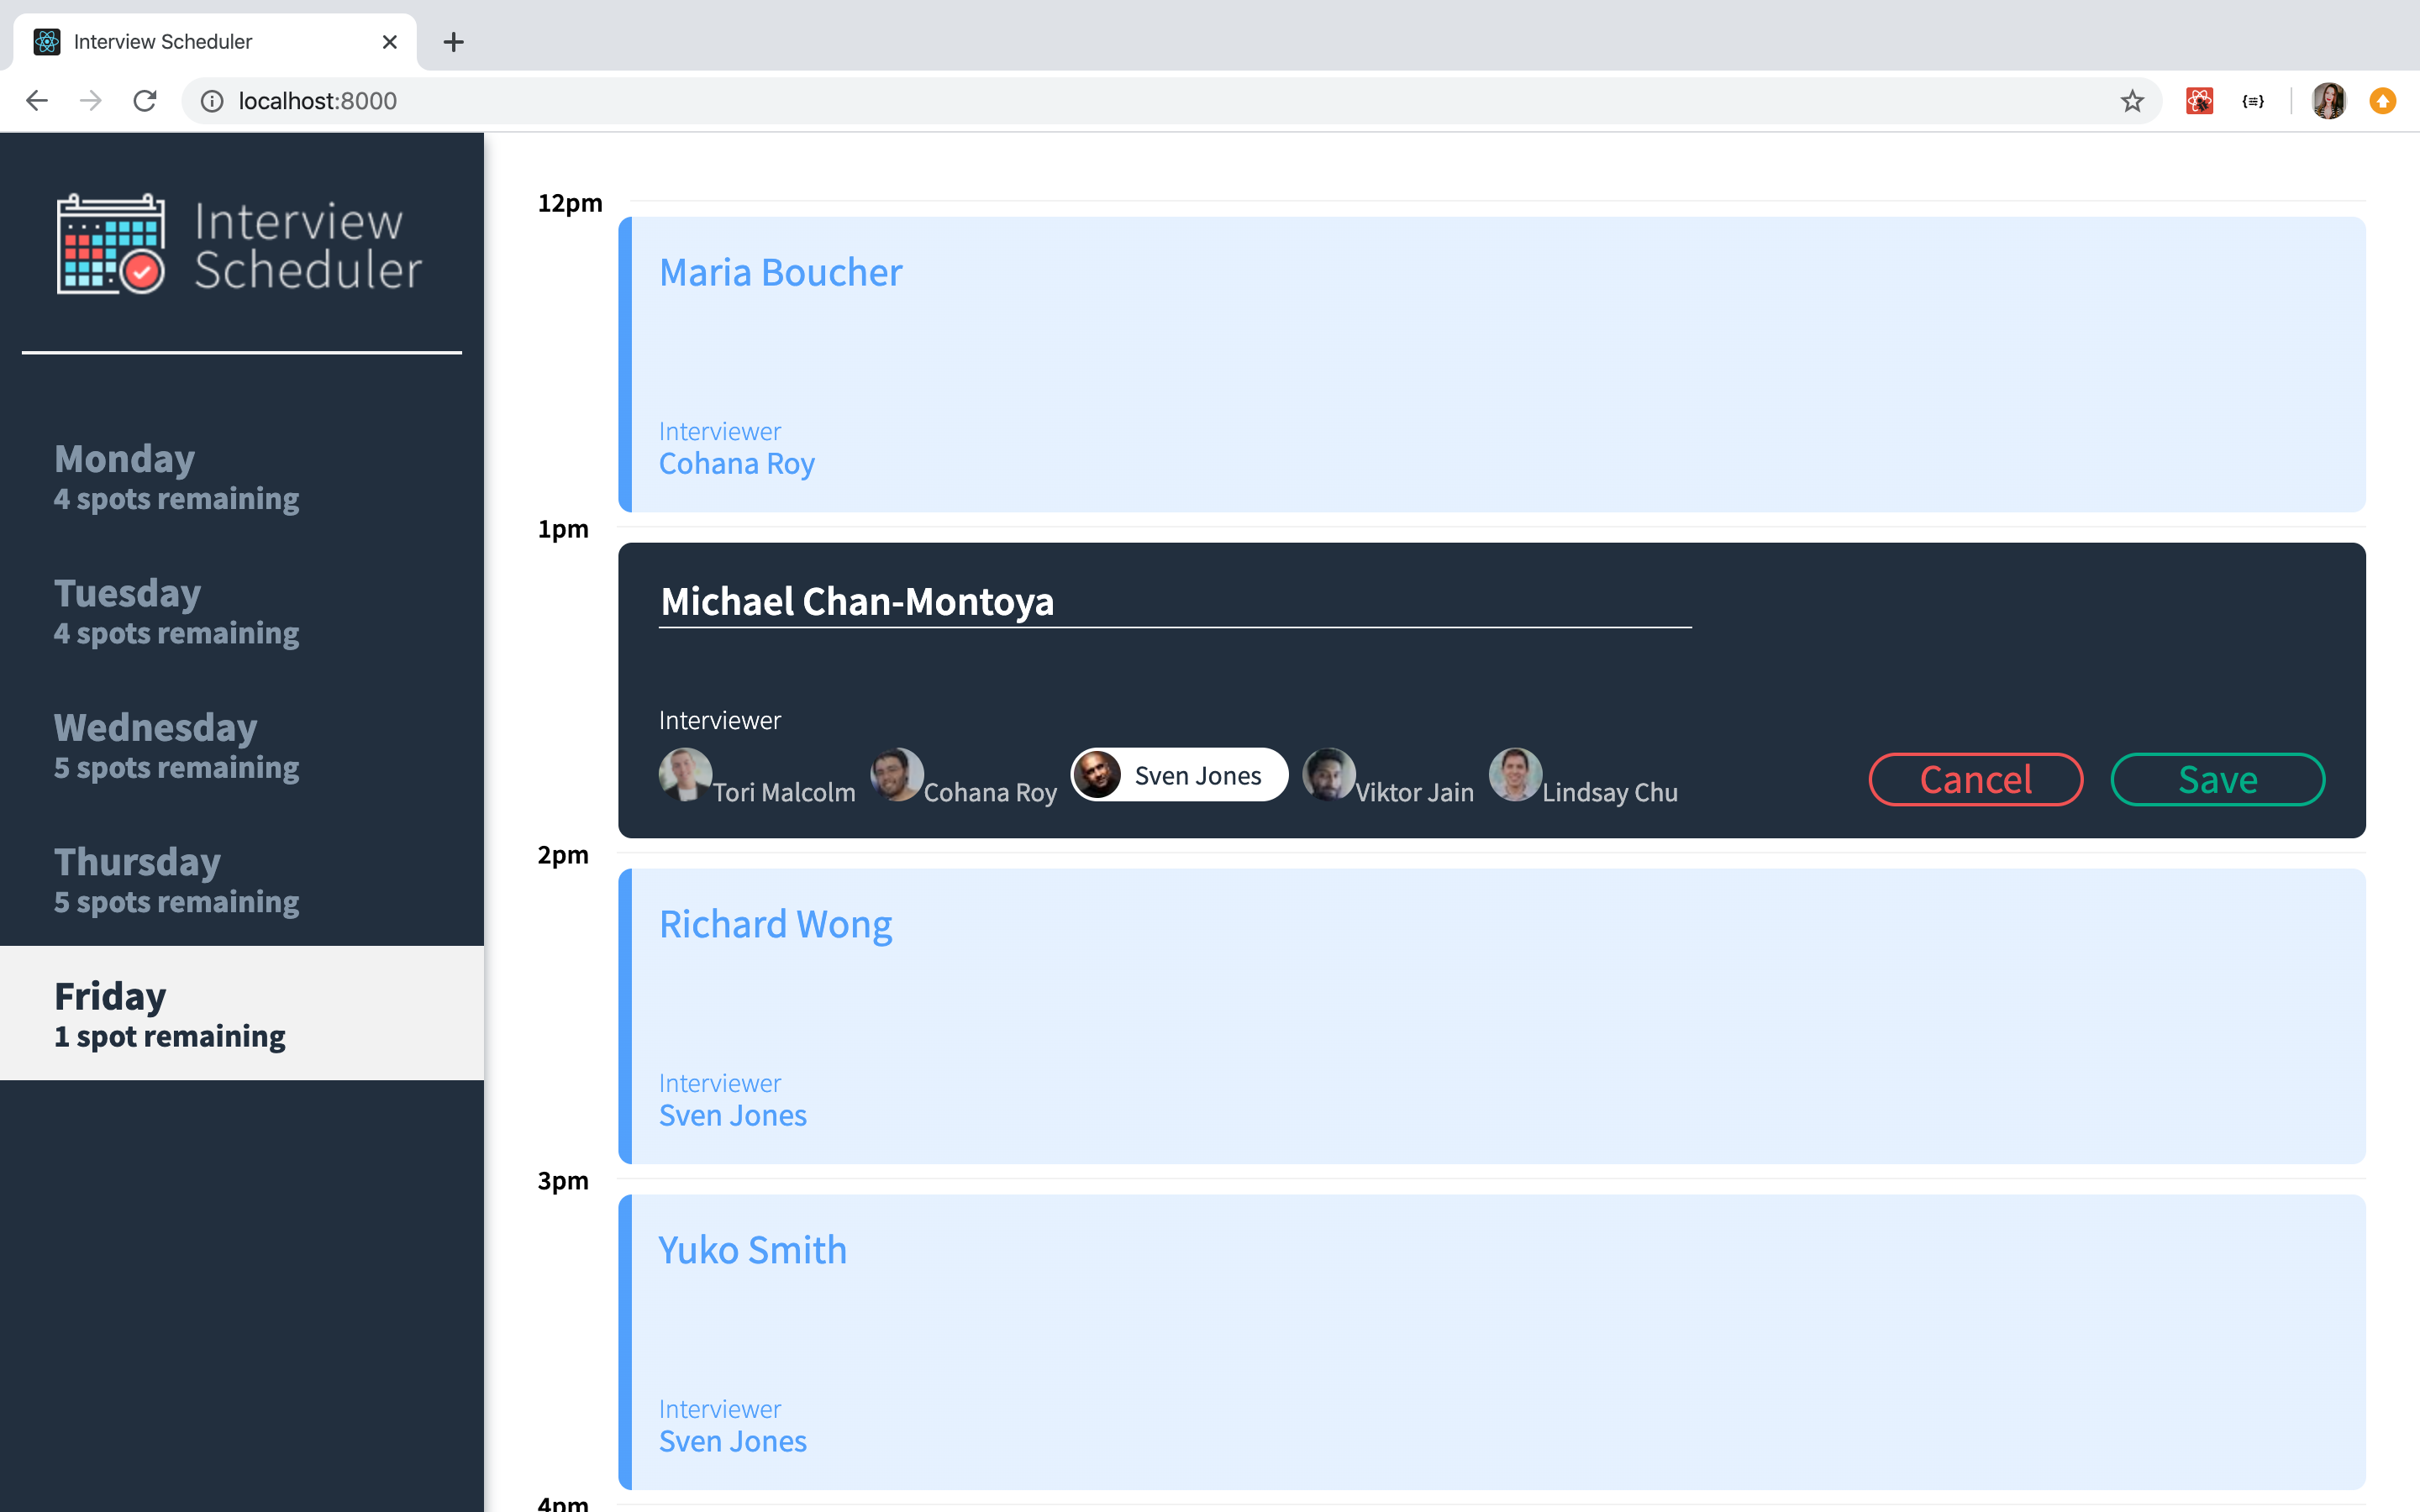 Interview Scheduler
localhost:8000
Interview
Scheduler
Monday
4 spots remaining
Tuesday
4 spots remaining
Wednesday
5 spots remaining
Thursday
5 spots remaining
Friday
1 spot remaining
12pm
Maria Boucher
Interviewer
Cohana Roy
1pm
Michael Chan-Montoya
Interviewer
Tori Malcolm Cohana Roy Sven Jones Viktor Jain Lindsay Chu Cancel Save
2pm
Richard Wong
Interviewer
Sven Jones
3pm
Yuko Smith
Interviewer
Sven Jones
4pm